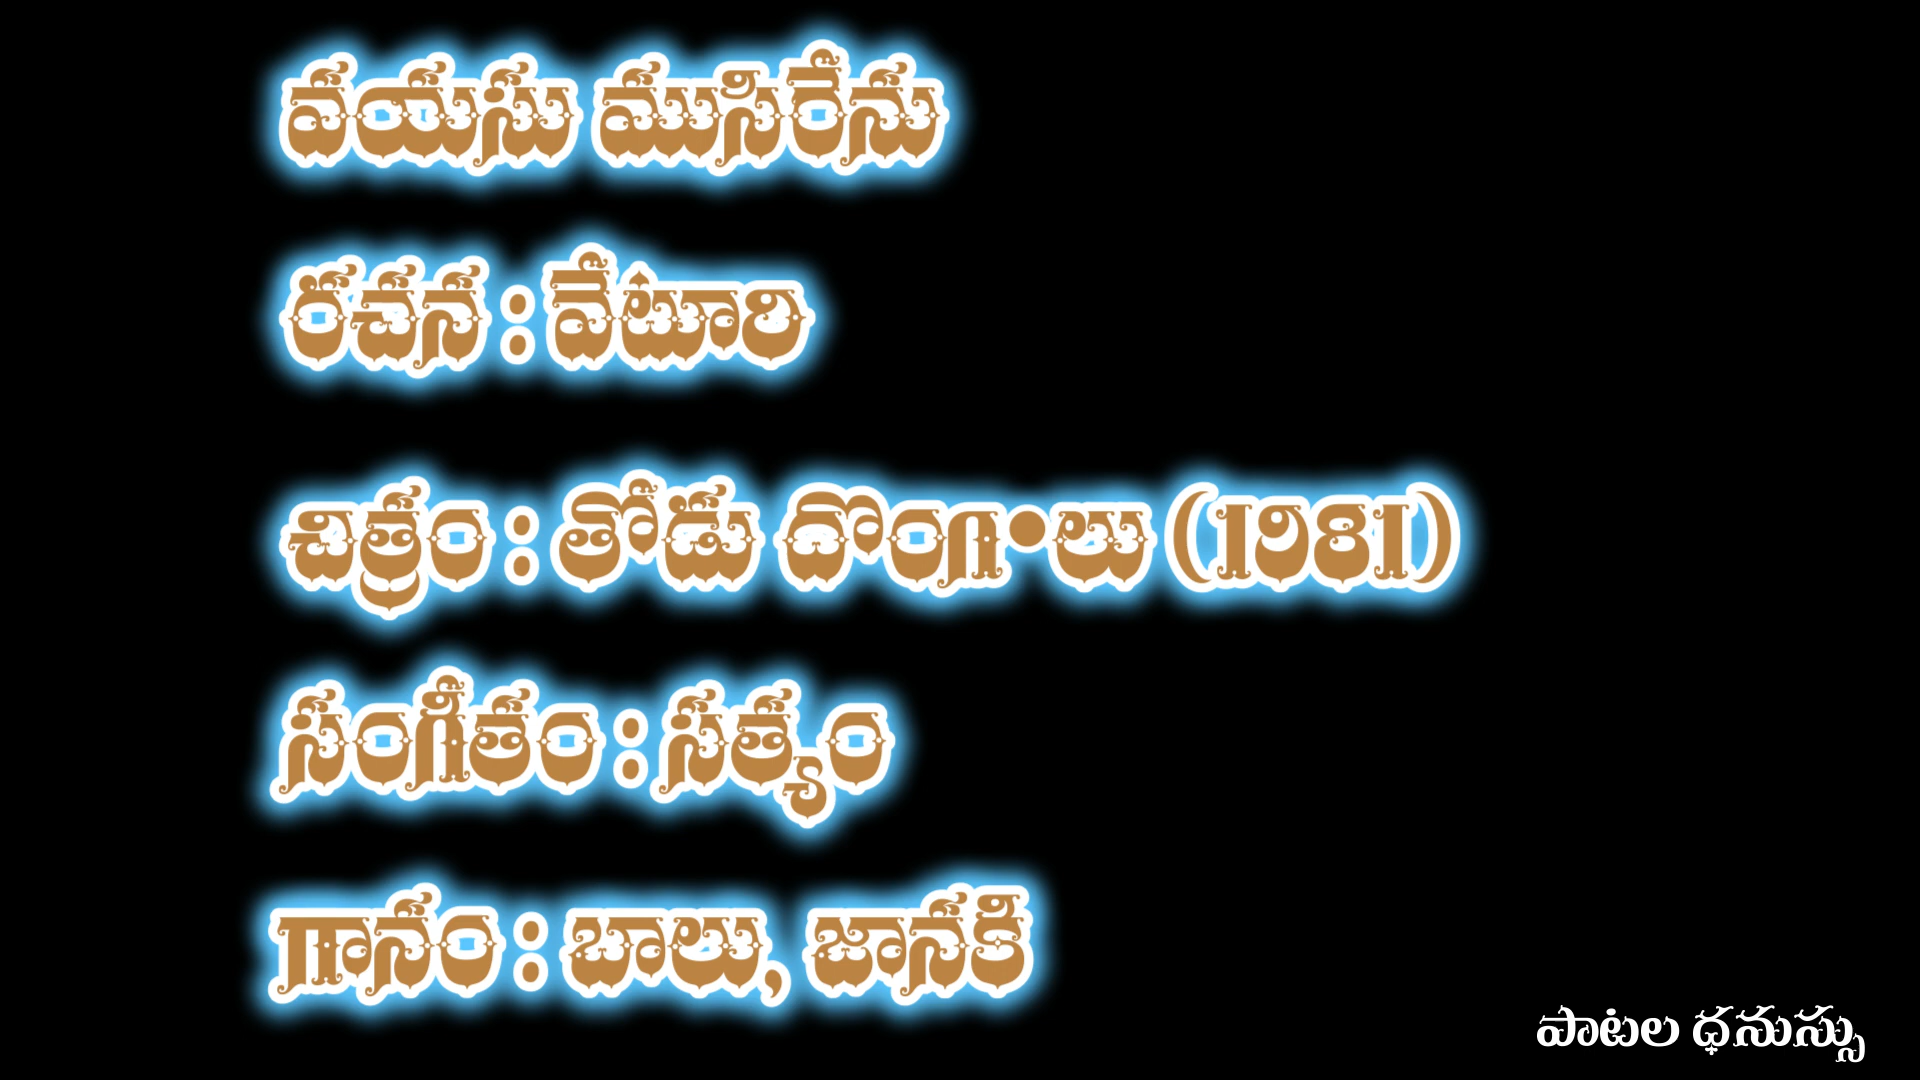 వయసు ముసిరేను
రచన : వేటూరి
చిత్రం : తోడు దొంగలు (1981)
సంగీతం : సత్యం
గానం : బాలు, జానకి
పాటల ధనుస్సు